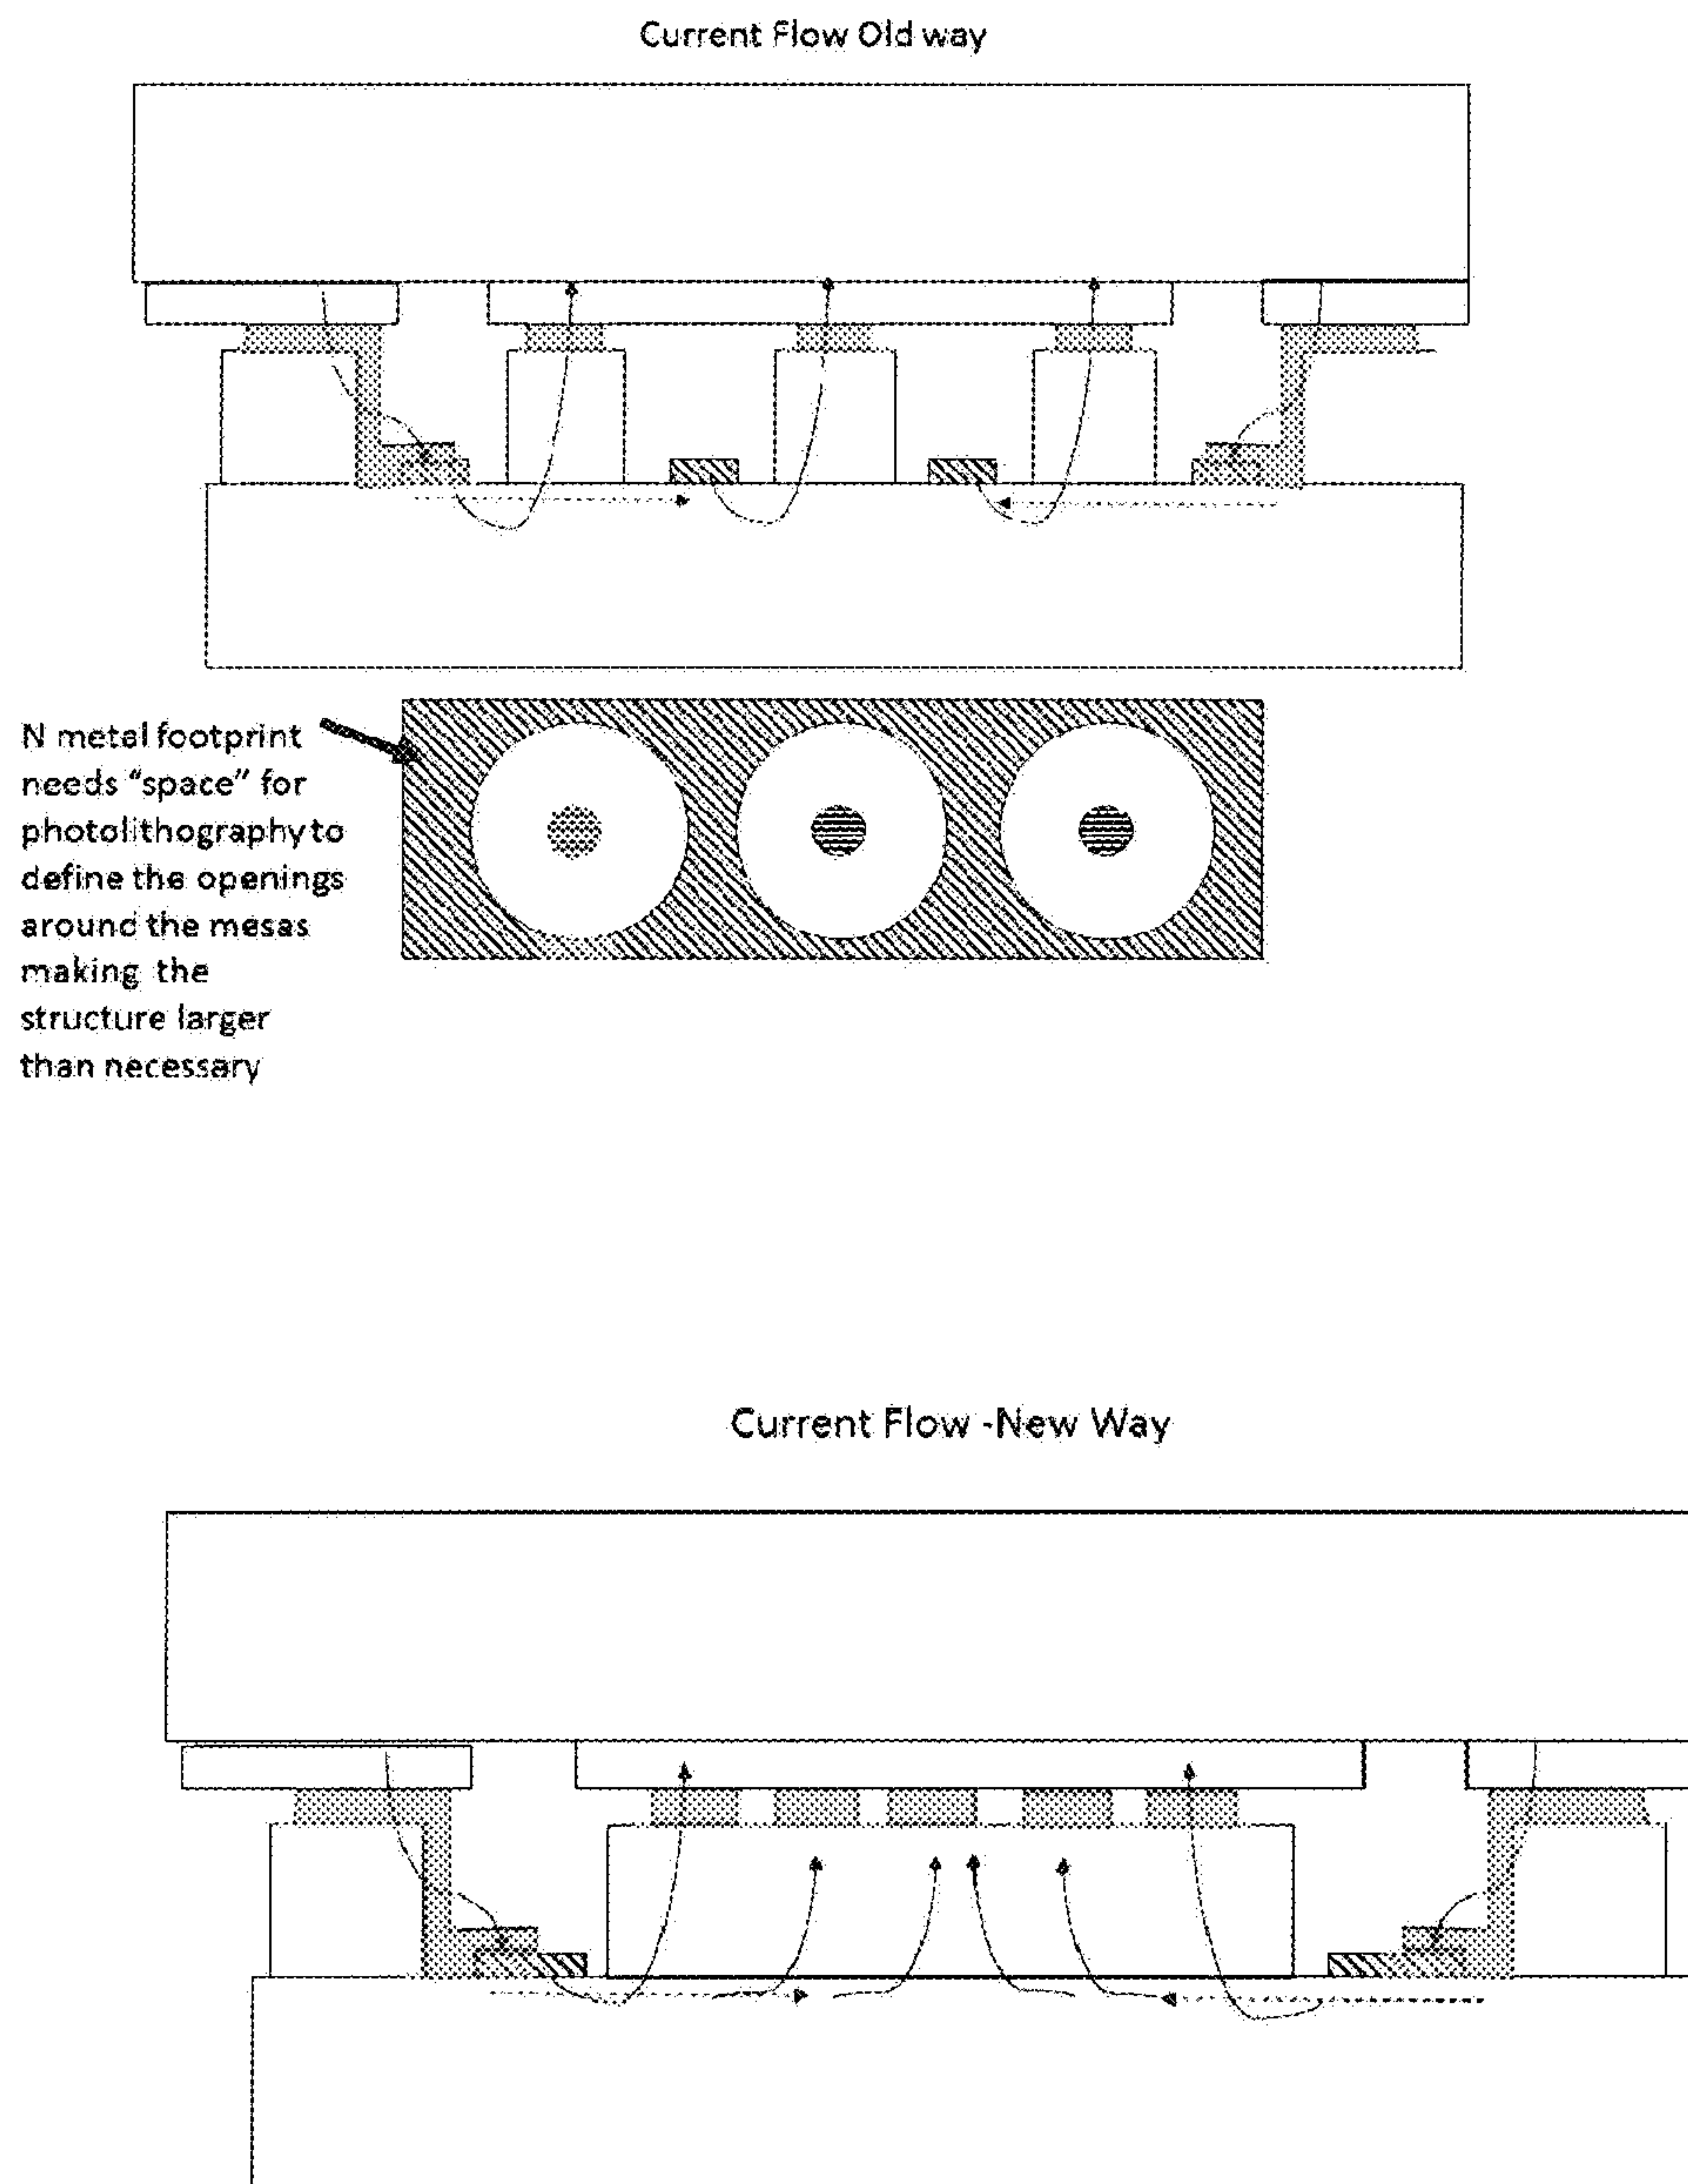 Current Flow Old way
N metal footprint
needs “space” for
photolithography to
define the openings
around the mesas
making the
structure larger
than necessary
Current Flow -New Way